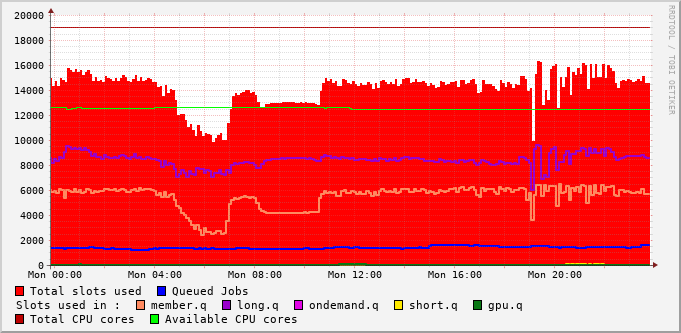 20000
18000
16000
14000
12000
10000
8000
6000
4000
2000
0
Mon 00:00 Mon 04:00 Mon 08:00 Mon 12:00 Mon 16:00 Mon 20:00
RRDTOOL / TOBI OETIKER
Total slots used Queued Jobs
Slots used in : member.q long.q ondemand.q short.q gpu.q
Total CPU cores Available CPU cores